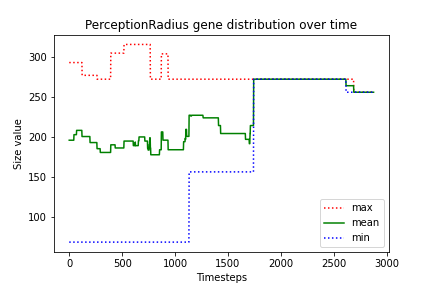 PerceptionRadius gene distribution over time
Size value
300
250
200
150
100
0
500
1000
1500
2000
2500
3000
Timesteps
max
mean
min